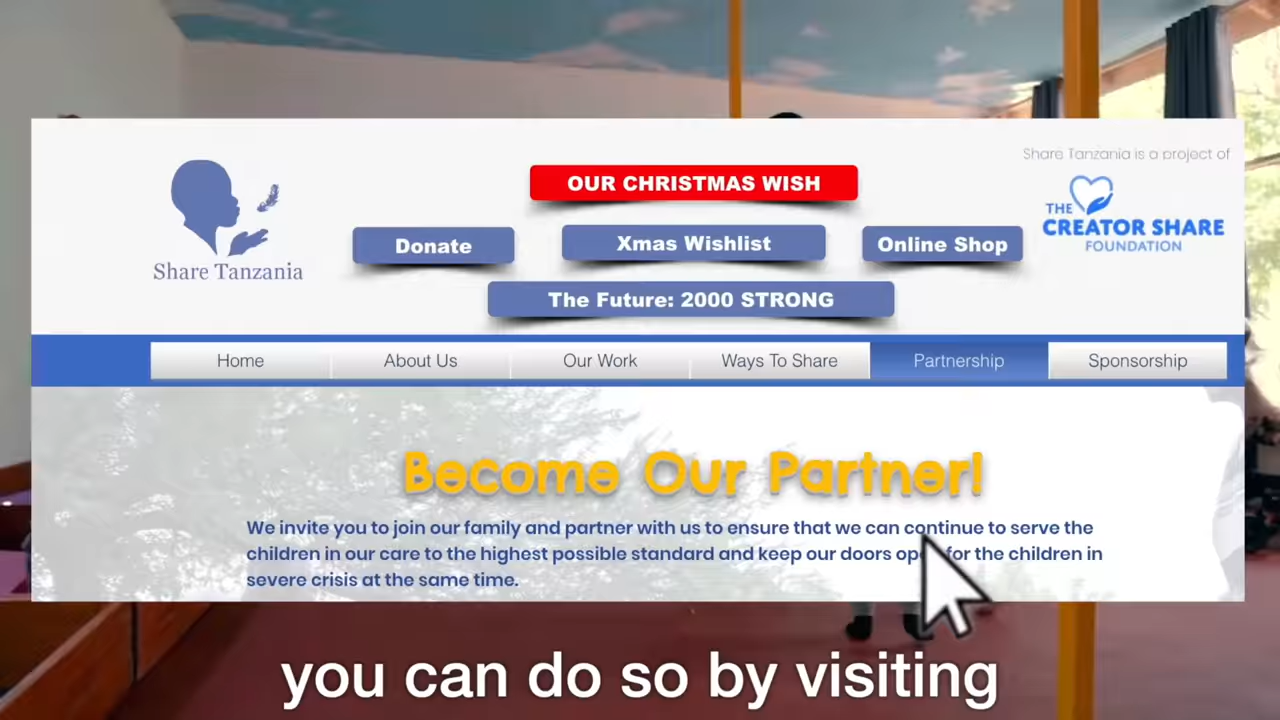 Share Tanzania is a project of
OUR CHRISTMAS WISH
THE
CREATOR SHARE
FOUNDATION
Donate
Xmas Wishlist
Online Shop
Share Tanzania
The Future: 2000 STRONG
Home
About Us
Our Work
Ways To Share
Partnership
Sponsorship
Become Our Partner!
We invite you to join our family and partner with us to ensure that we can continue to serve the
children in our care to the highest possible standard and keep our doors open for the children in
severe crisis at the same time.
you can do so by visiting